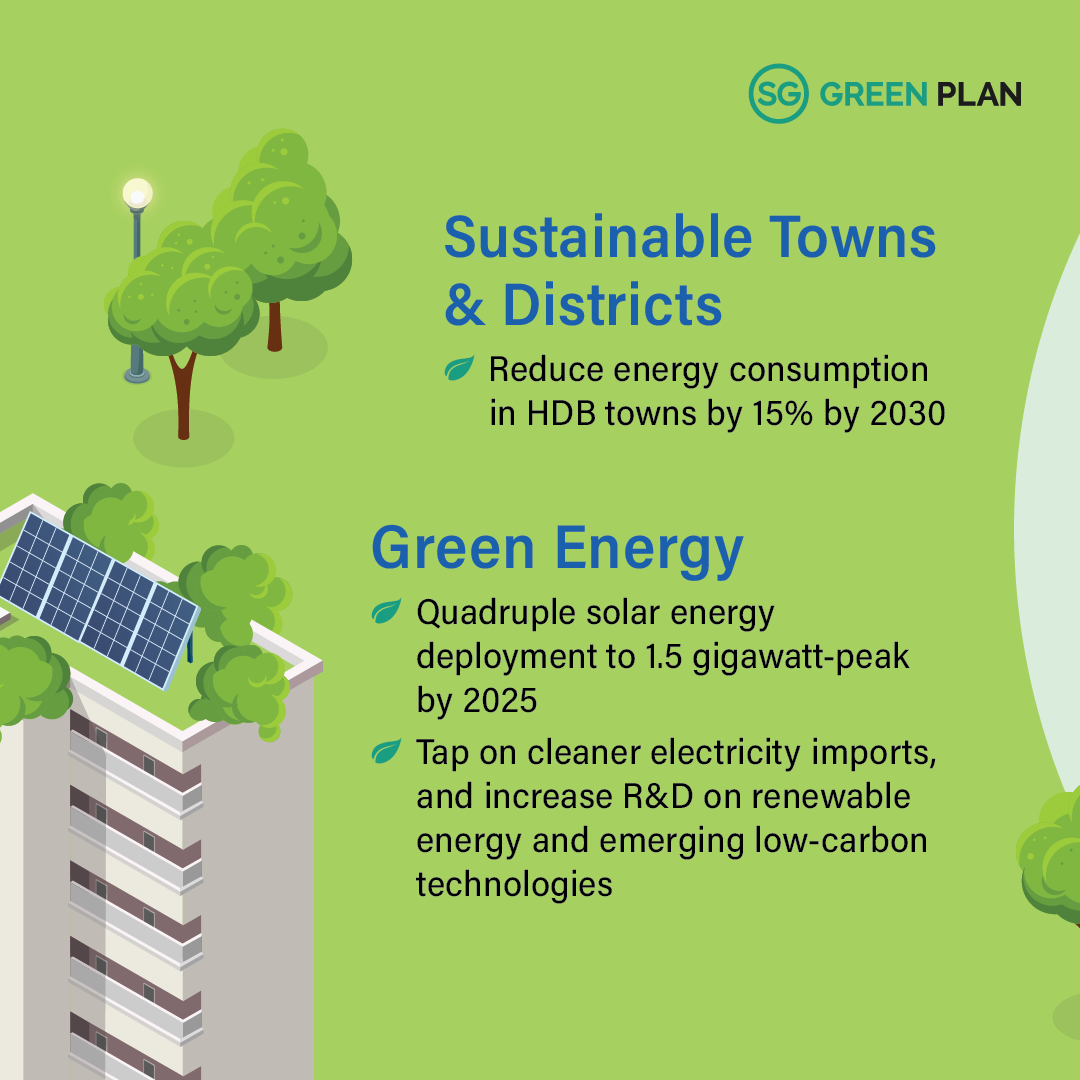 SG GREEN PLAN
Sustainable Towns
& Districts
Reduce energy consumption
in HDB towns by 15% by 2030
Green Energy
Quadruple solar energy
deployment to 1.5 gigawatt-peak
by 2025
Tap on cleaner electricity imports,
and increase R&D on renewable
energy and emerging low-carbon
technologies